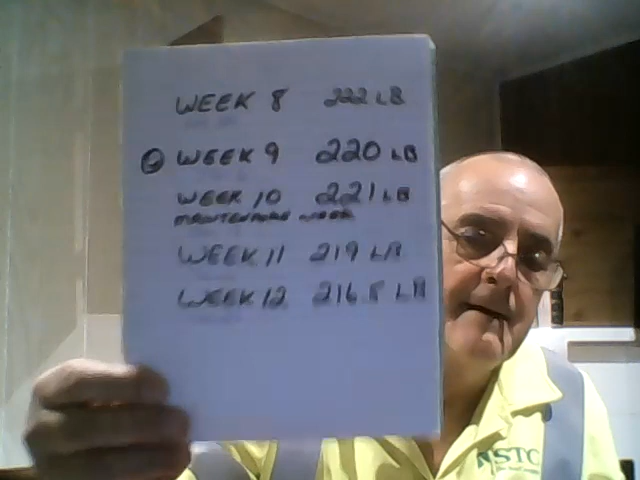 WEEK 8 222 LB
WEEK 9 220 LB
WEEK 10 221 LB
WEEK
WEEK 11 219 LB
WEEK 12 216.5 LB
NSTC